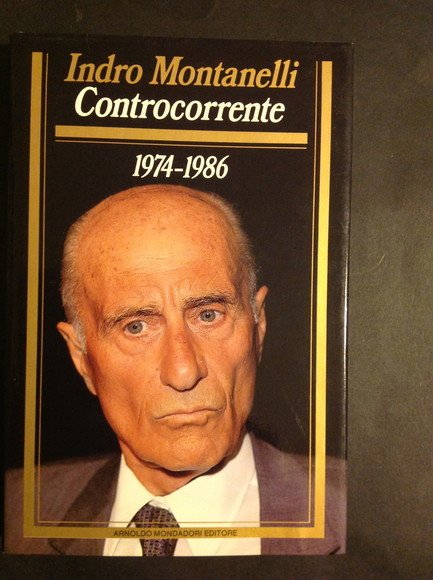 Indro Montanelli
Controcorrente
1974-1986
ARNOLDO MONDADORI EDITORE